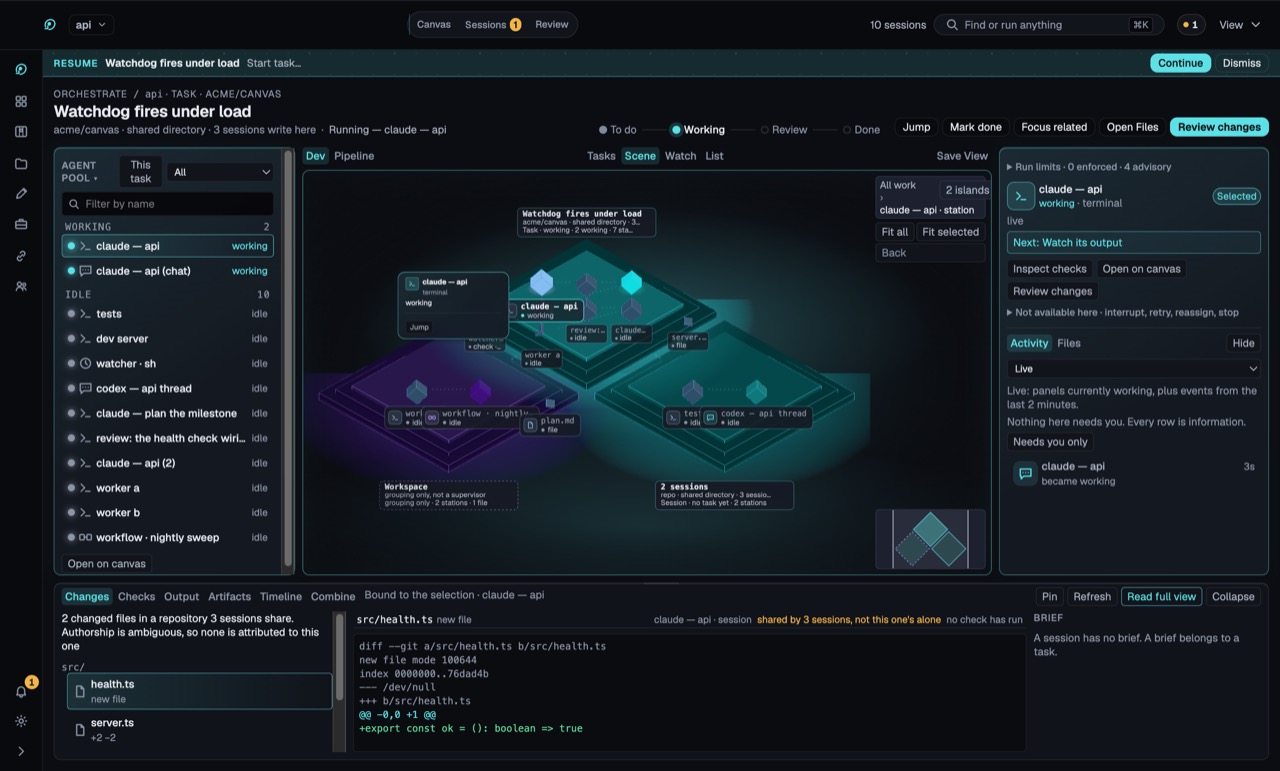 api
Canvas
Sessions 1
Review
10 sessions
Find or run anything
⌘K
1
View
RESUME Watchdog fires under load Start task…
Continue
Dismiss
ORCHESTRATE / api · TASK · ACME/CANVAS
Watchdog fires under load
acme/canvas · shared directory · 3 sessions write here · Running — claude — api
To do
Working
Review
Done
Jump
Mark done
Focus related
Open Files
Review changes
AGENT POOL
This task
All
Filter by name
WORKING 2
claude — api working
claude — api (chat) working
IDLE 10
tests idle
dev server idle
watcher · sh idle
codex — api thread idle
claude — plan the milestone idle
review: the health check wiri… idle
claude — api (2) idle
worker a idle
worker b idle
workflow · nightly sweep idle
Open on canvas
Dev
Pipeline
Tasks
Scene
Watch
List
Save View
All work
›
2 islands
claude — api · station
Fit all
Fit selected
Back
Watchdog fires under load
acme/canvas · shared directory · 3…
Task · working · 2 working · 7 sta…
claude — api
terminal
working
Jump
claude — api
working
review:…
idle
claude…
idle
server.…
file
check …
worker a
idle
idle
workflow · nightly
idle
plan.md
file
idle
codex — api thread
idle
Workspace
grouping only, not a supervisor
grouping only · 2 stations · 1 file
2 sessions
repo · shared directory · 3 sessio…
Session · no task yet · 2 stations
Run limits · 0 enforced · 4 advisory
claude — api
working · terminal
Selected
live
Next: Watch its output
Inspect checks
Open on canvas
Review changes
Not available here · interrupt, retry, reassign, stop
Activity
Files
Hide
Live
Live: panels currently working, plus events from the
last 2 minutes.
Nothing here needs you. Every row is information.
Needs you only
claude — api 3s
became working
1
Changes
Checks
Output
Artifacts
Timeline
Combine
Bound to the selection · claude — api
Pin
Refresh
Read full view
Collapse
2 changed files in a repository 3 sessions share.
Authorship is ambiguous, so none is attributed to this
one
src/
health.ts
new file
server.ts
+2 −2
src/health.ts new file
claude — api · session shared by 3 sessions, not this one's alone no check has run
diff --git a/src/health.ts b/src/health.ts
new file mode 100644
index 0000000..76dad4b
--- /dev/null
+++ b/src/health.ts
@@ -0,0 +1 @@
+export const ok = (): boolean => true
BRIEF
A session has no brief. A brief belongs to a
task.